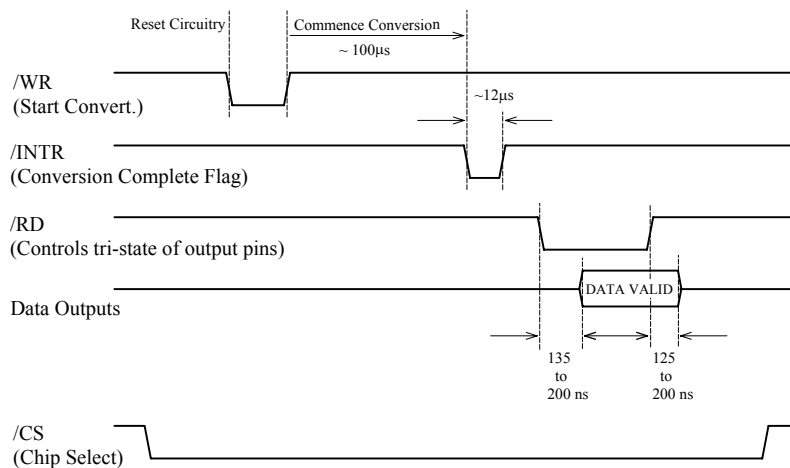 Reset Circuitry
Commence Conversion
~ 100μs
/WR
(Start Convert.)
~12μs
/INTR
(Conversion Complete Flag)
/RD
(Controls tri-state of output pins)
DATA VALID
Data Outputs
135
to
200 ns
125
to
200 ns
/CS
(Chip Select)